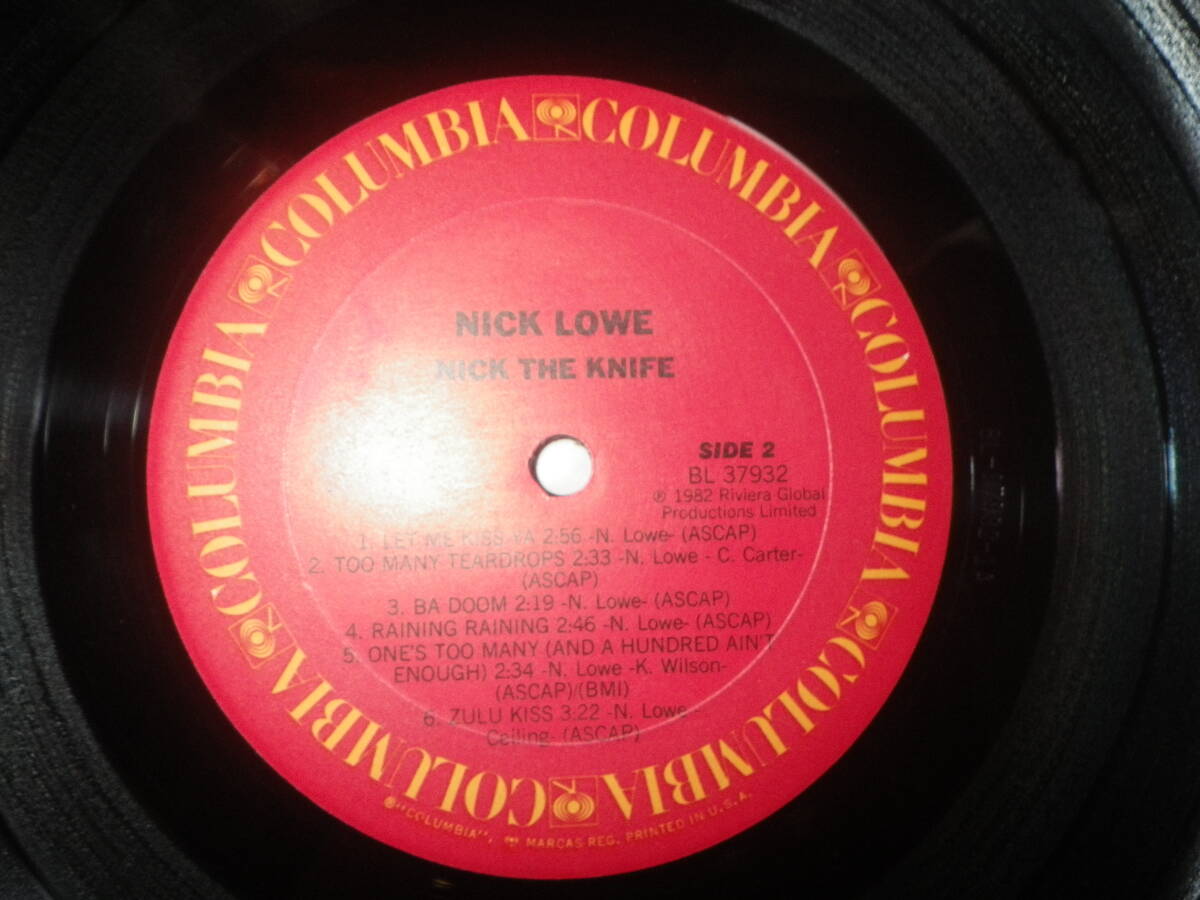 COLUMBIA COLUMBIA COLUMBIA COLUMBIA COLUMBIA COLUMBIA
NICK LOWE
NICK THE KNIFE
SIDE 2
BL 37932
℗ 1982 Riviera Global
Productions Limited
1. LET ME KISS YA 2:56 -N. Lowe- (ASCAP)
2. TOO MANY TEARDROPS 2:33 -N. Lowe - C. Carter-
(ASCAP)
3. BA DOOM 2:19 -N. Lowe- (ASCAP)
4. RAINING RAINING 2:46 -N. Lowe- (ASCAP)
5. ONE'S TOO MANY (AND A HUNDRED AIN'T
ENOUGH) 2:34 -N. Lowe -K. Wilson-
(ASCAP)/(BMI)
6. ZULU KISS 3:22 -N. Lowe -
Ceiling- (ASCAP)
® "COLUMBIA", MARCAS REG. PRINTED IN U.S.A.